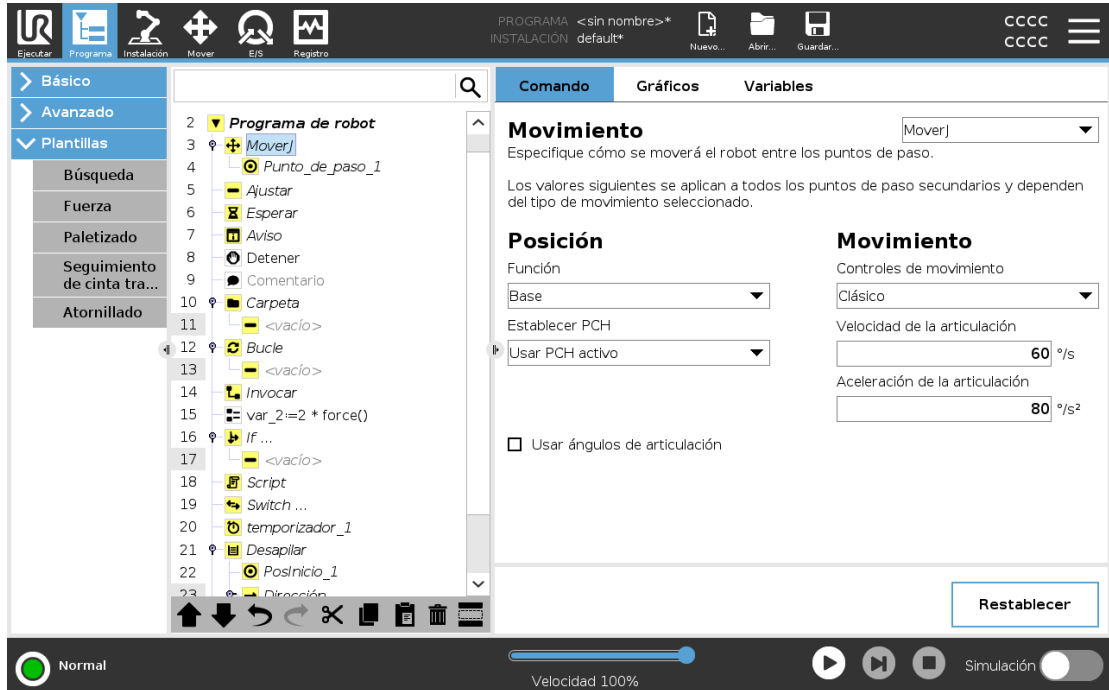 UR
PROGRAMA <sin nombre>*
INSTALACIÓN default*
CCCC
CCCC
Ejecutar Programa Instalación Mover E/S Registro Nuevo... Abrir... Guardar...
Básico
Avanzado
Plantillas
Búsqueda
Fuerza
Paletizado
Seguimiento
de cinta tra...
Atornillado
2 Programa de robot
3 MoverJ
4 Punto_de_paso_1
5 Ajustar
6 Esperar
7 Aviso
8 Detener
9 Comentario
10 Carpeta
11 <vacío>
12 Bucle
13 <vacío>
14 Invocar
15 var_2:=2 * force()
16 If ...
17 <vacío>
18 Script
19 Switch ...
20 temporizador_1
21 Desapilar
22 PosInicio_1
23 Dirección
Comando Gráficos Variables
Movimiento
MoverJ
Especifique cómo se moverá el robot entre los puntos de paso.
Los valores siguientes se aplican a todos los puntos de paso secundarios y dependen
del tipo de movimiento seleccionado.
Posición
Función
Base
Establecer PCH
Usar PCH activo
Usar ángulos de articulación
Movimiento
Controles de movimiento
Clásico
Velocidad de la articulación
60 °/s
Aceleración de la articulación
80 °/s²
Restablecer
Normal
Velocidad 100%
Simulación